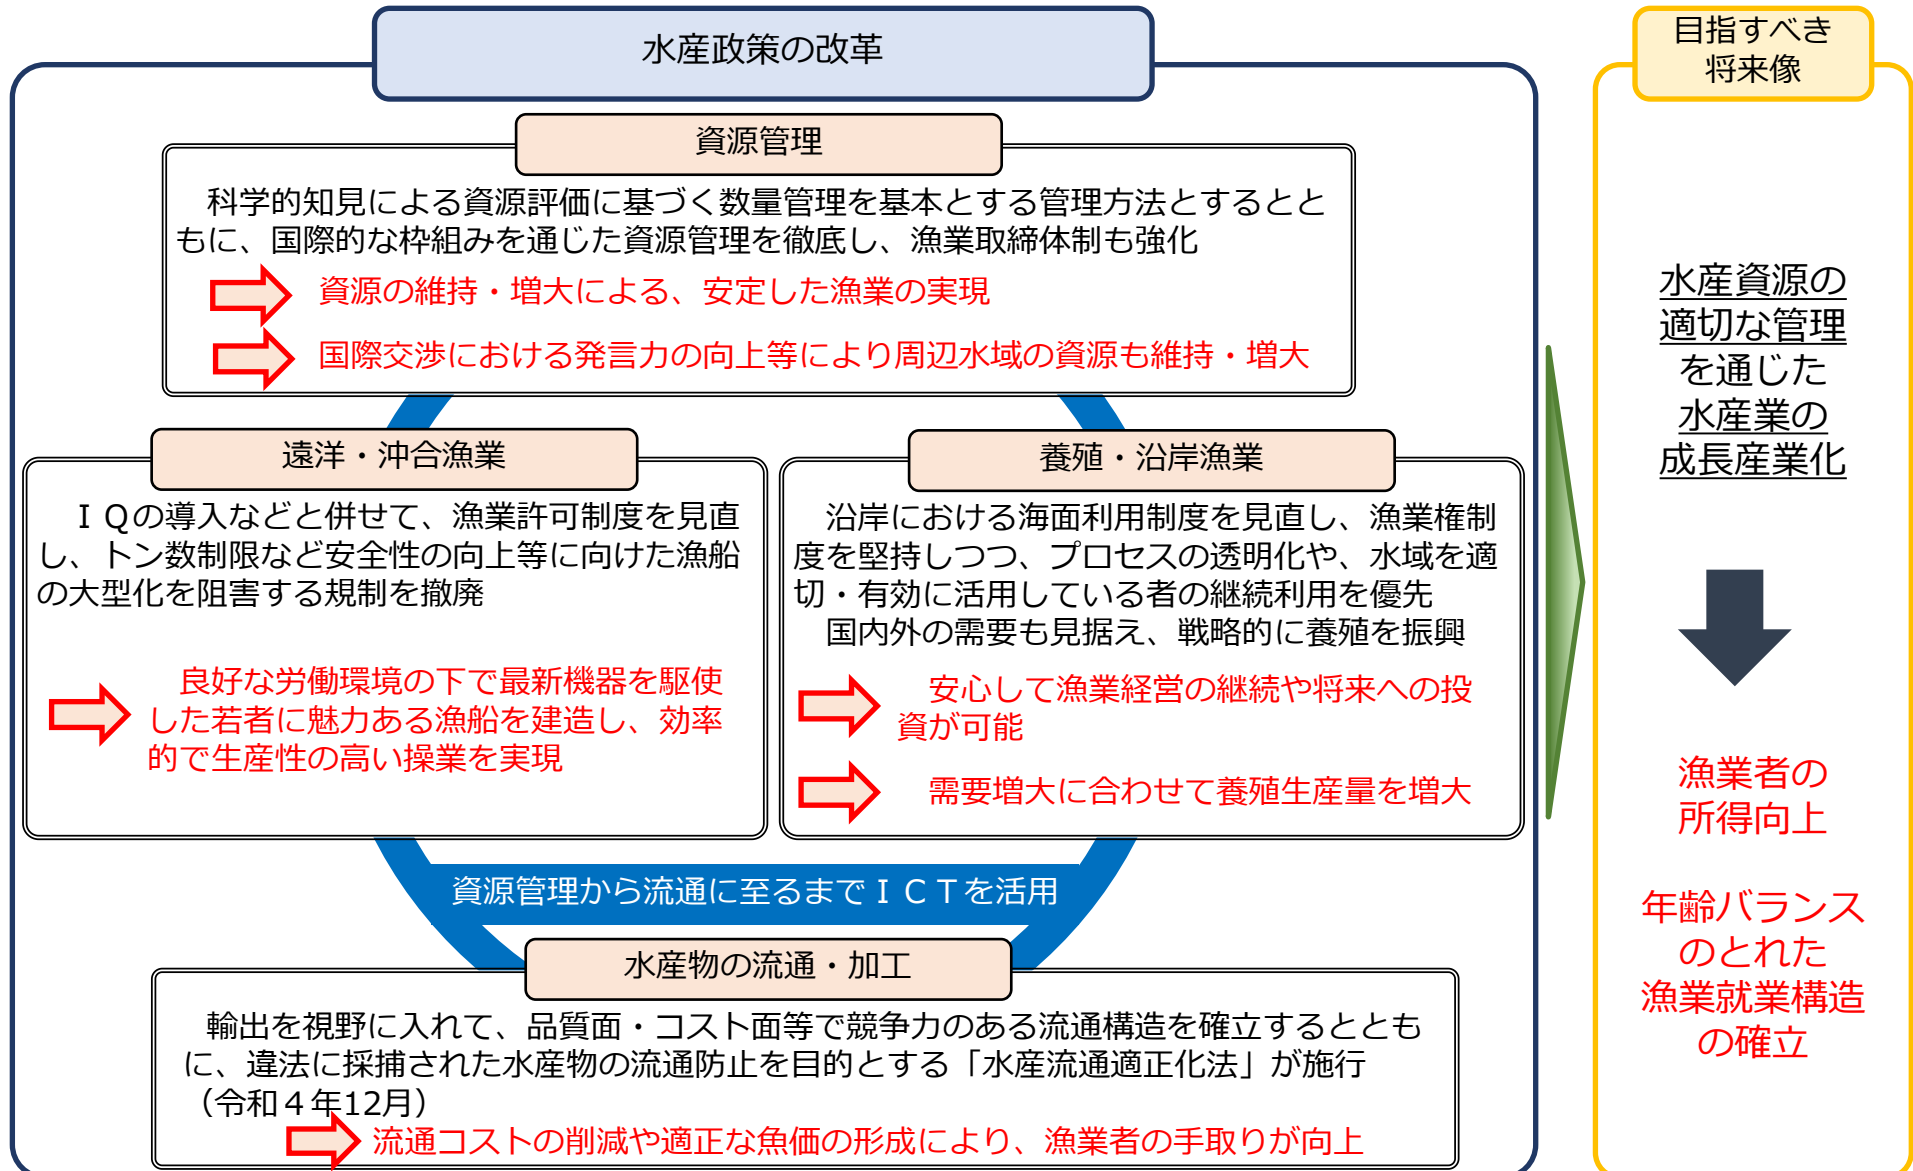 水産政策の改革
資源管理
科学的知見による資源評価に基づく数量管理を基本とする管理方法とするとと
もに、国際的な枠組みを通じた資源管理を徹底し、漁業取締体制も強化
資源の維持・増大による、安定した漁業の実現
国際交渉における発言力の向上等により周辺水域の資源も維持・増大
遠洋・沖合漁業
ＩＱの導入などと併せて、漁業許可制度を見直
し、トン数制限など安全性の向上等に向けた漁船
の大型化を阻害する規制を撤廃
良好な労働環境の下で最新機器を駆使
した若者に魅力ある漁船を建造し、効率
的で生産性の高い操業を実現
養殖・沿岸漁業
沿岸における海面利用制度を見直し、漁業権制
度を堅持しつつ、プロセスの透明化や、水域を適
切・有効に活用している者の継続利用を優先
国内外の需要も見据え、戦略的に養殖を振興
安心して漁業経営の継続や将来への投
資が可能
需要増大に合わせて養殖生産量を増大
資源管理から流通に至るまでＩＣＴを活用
水産物の流通・加工
輸出を視野に入れて、品質面・コスト面等で競争力のある流通構造を確立するととも
に、違法に採捕された水産物の流通防止を目的とする「水産流通適正化法」が施行
（令和４年12月）
流通コストの削減や適正な魚価の形成により、漁業者の手取りが向上
目指すべき
将来像
水産資源の
適切な管理
を通じた
水産業の
成長産業化
漁業者の
所得向上
年齢バランス
のとれた
漁業就業構造
の確立